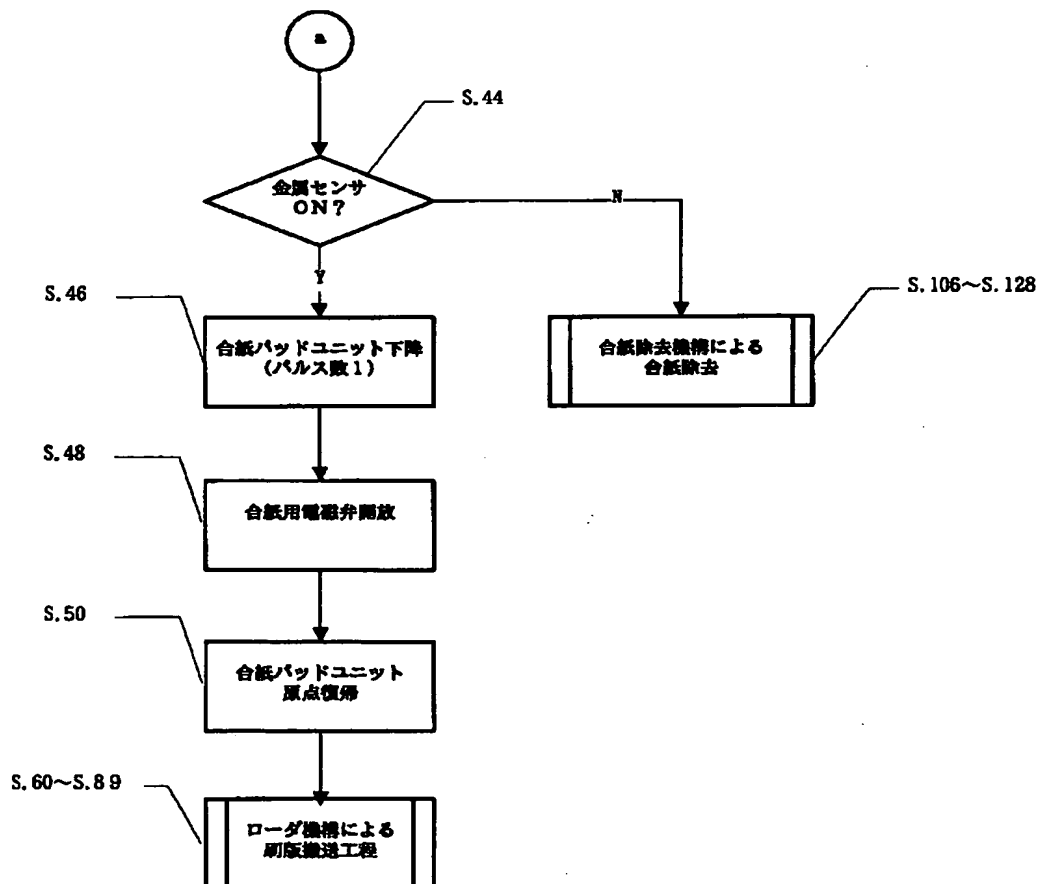 a
S.44
金属センサ
ON?
N
Y
S.46
S.106~S.128
合紙パッドユニット下降
(パルス数1)
合紙除去機構による
合紙除去
S.48
合紙用電磁弁開放
S.50
合紙パッドユニット
原点復帰
S.60~S.89
ローダ機構による
刷版搬送工程